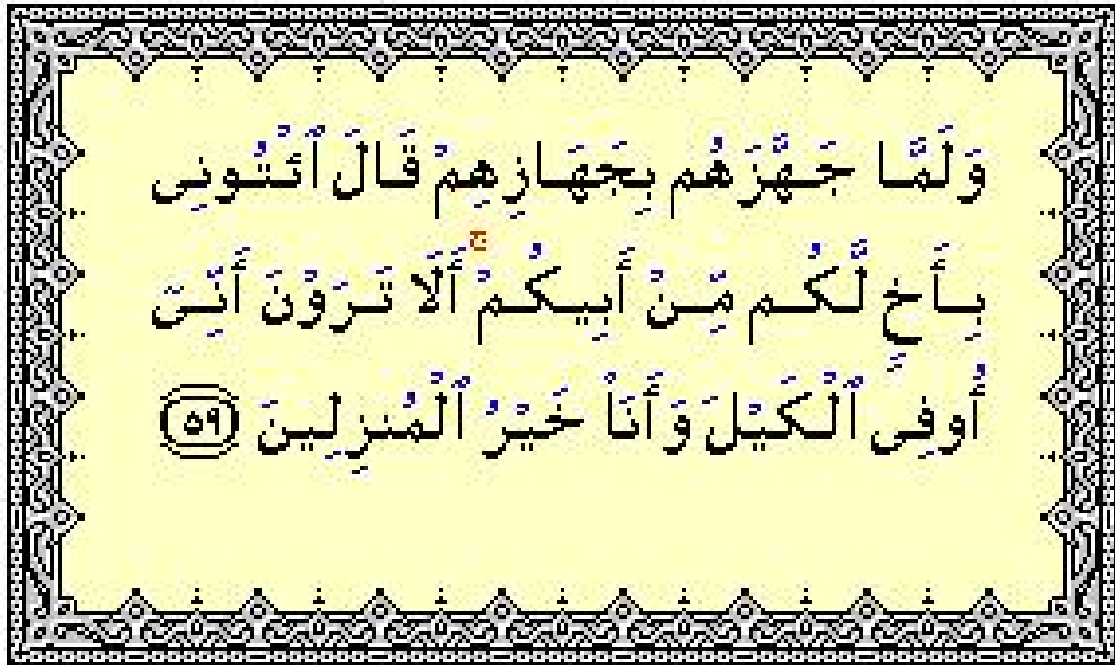 وَلَمَّا جَهَّزَهُم بِجَهَازِهِمْ قَالَ ٱئْتُونِى
بِأَخٍ لَّكُم مِّنْ أَبِيكُمْ ۚ أَلَا تَرَوْنَ أَنِّىٓ
أُوفِى ٱلْكَيْلَ وَأَنَا۠ خَيْرُ ٱلْمُنزِلِينَ ٥٩